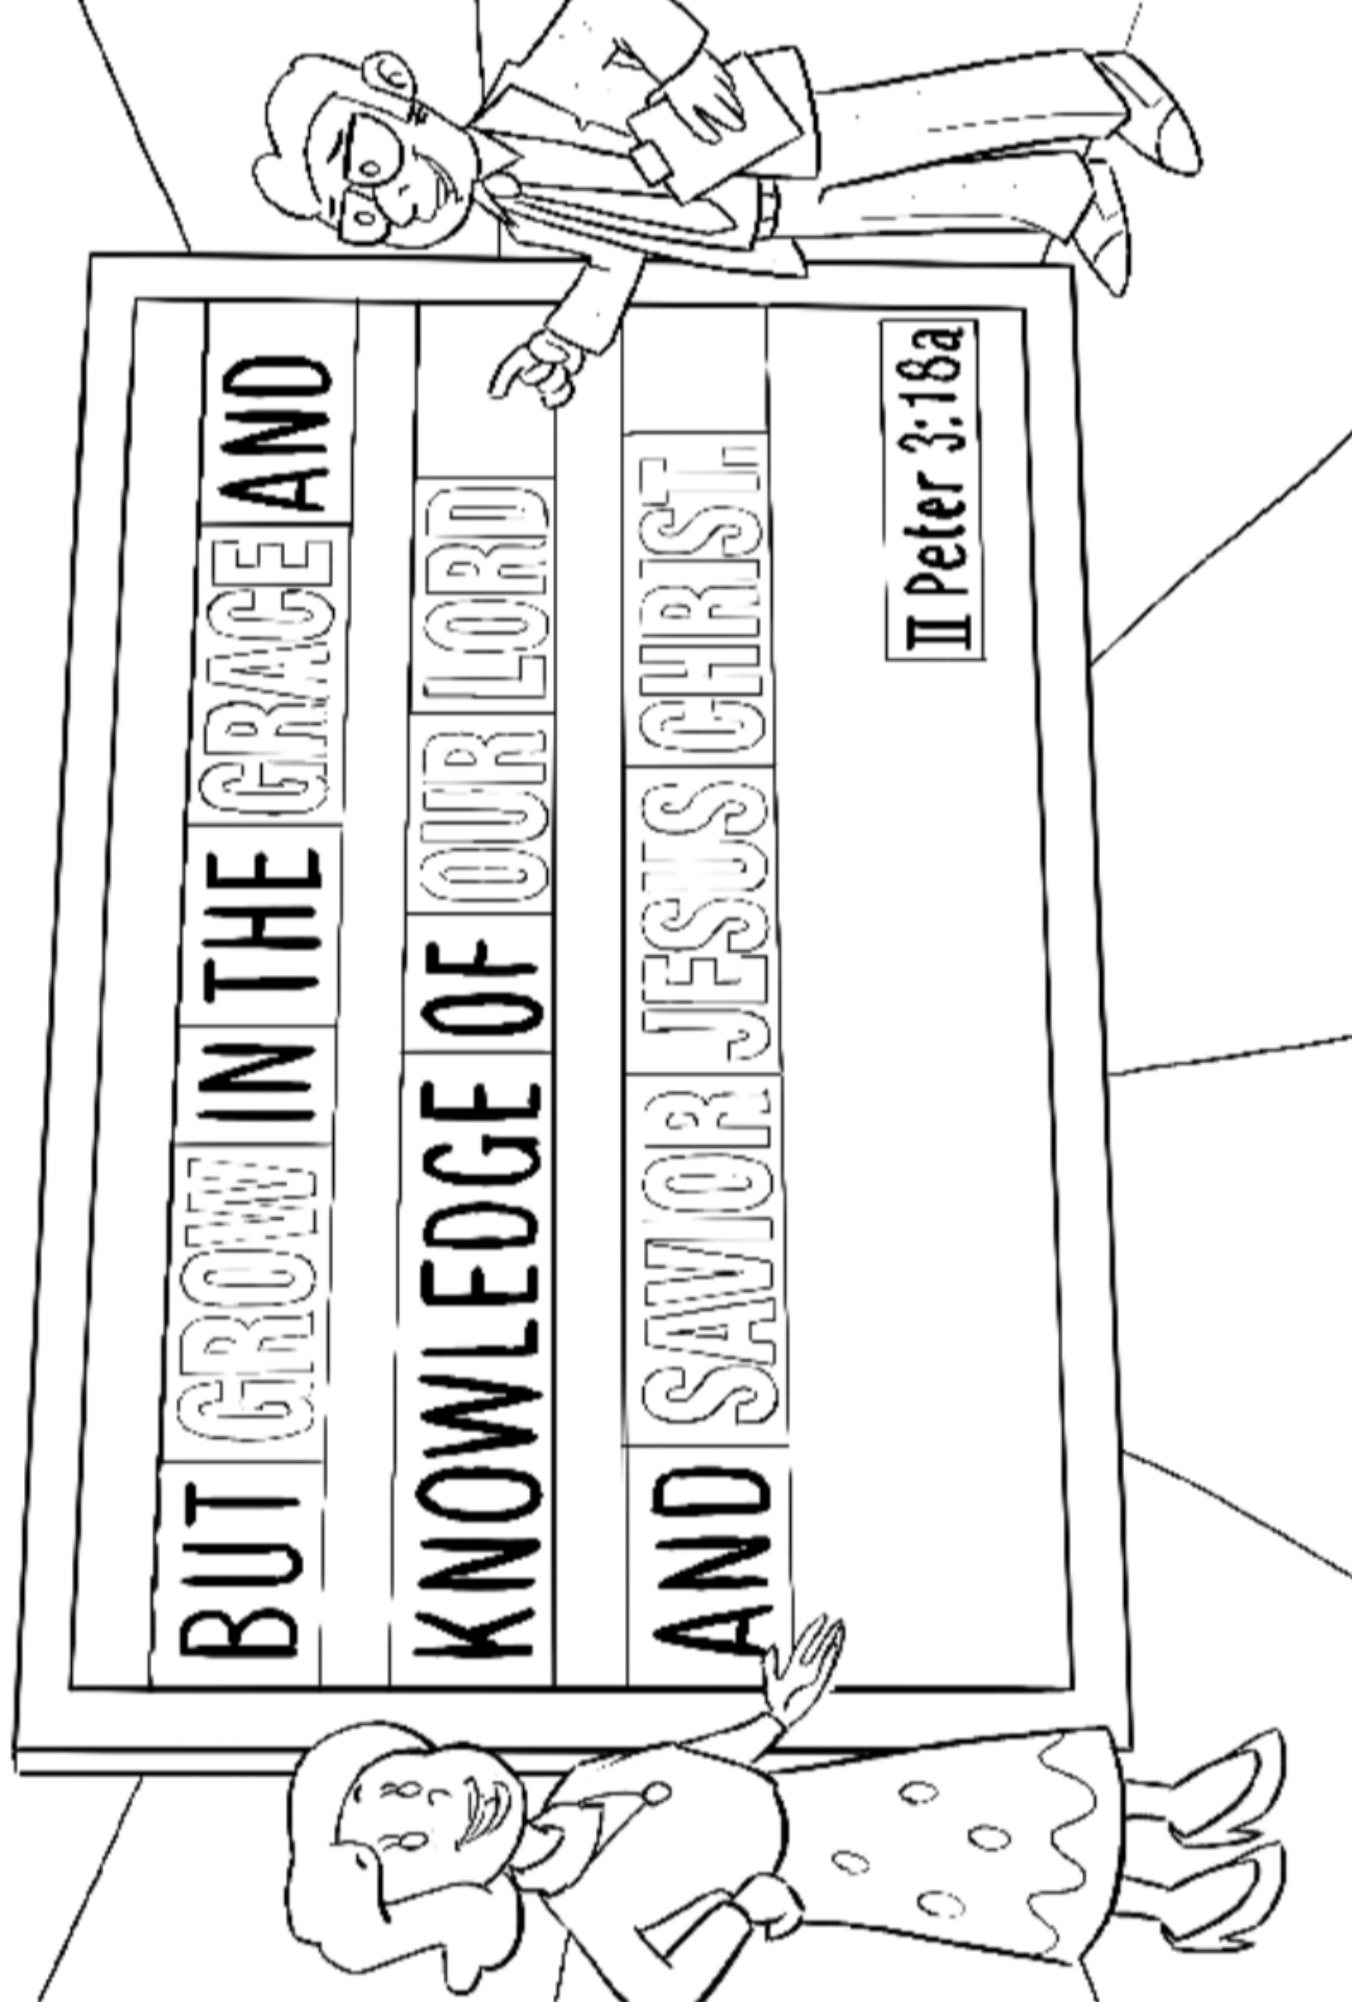 BUT GROW IN THE GRACE AND
KNOWLEDGE OF OUR LORD
AND SAVIOR JESUS CHRIST.
II Peter 3:18a